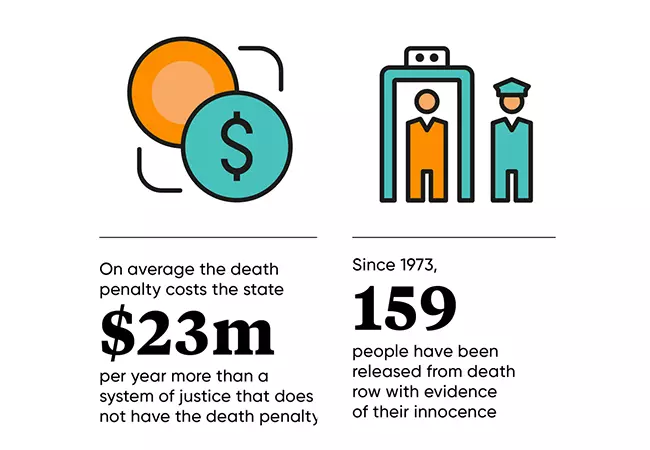 $
On average the death
penalty costs the state
$23m
per year more than a
system of justice that does
not have the death penalty
Since 1973,
159
people have been
released from death
row with evidence
of their innocence